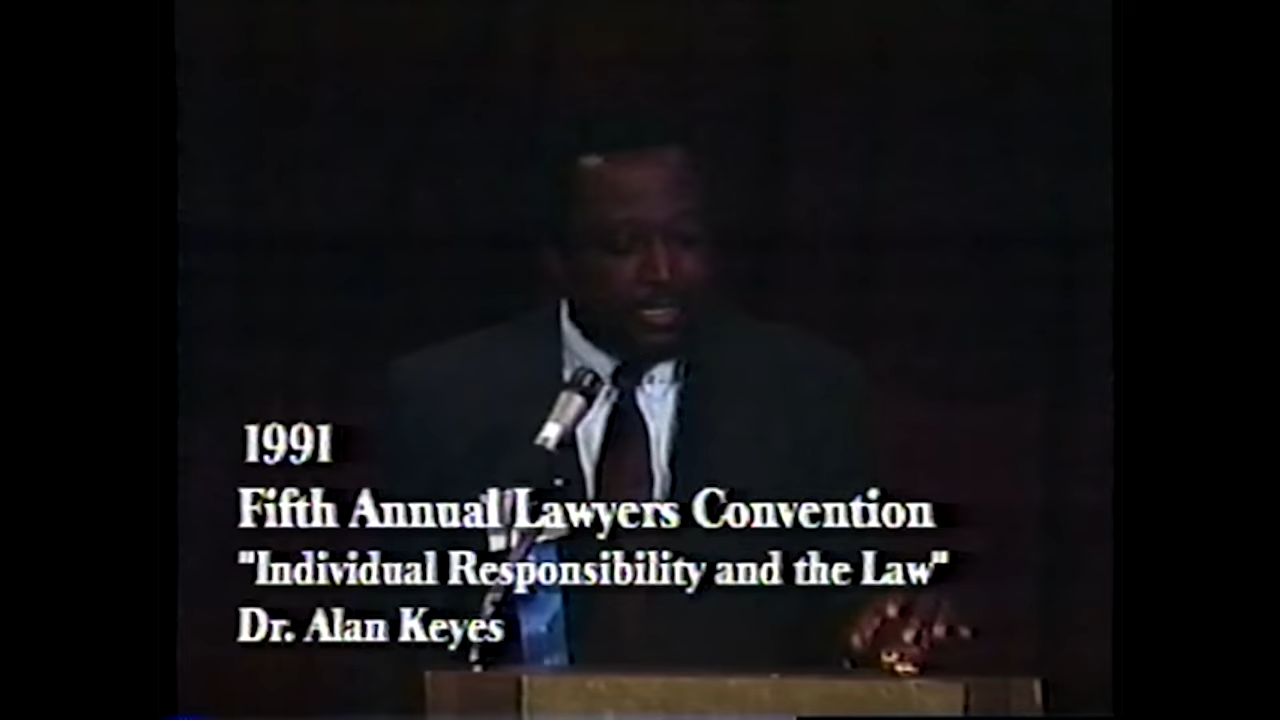 1991
Fifth Annual Lawyers Convention
"Individual Responsibility and the Law"
Dr. Alan Keyes